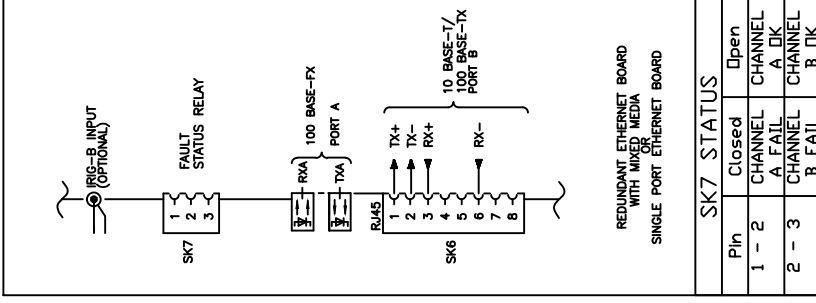 IRIG-B INPUT
(OPTIONAL)
FAULT
STATUS RELAY
1
2
3
SK7
100 BASE-FX
PORT A
RXA
TXA
RJ45
1
2
3
4
5
6
7
8
SK6
TX+
TX-
RX+
RX-
10 BASE-T/
100 BASE-TX
PORT B
REDUNDANT ETHERNET BOARD
WITH MIXED MEDIA
OR
SINGLE PORT ETHERNET BOARD
SK7 STATUS
Pin Closed Open
1 - 2 CHANNEL A FAIL CHANNEL A OK
2 - 3 CHANNEL B FAIL CHANNEL B OK